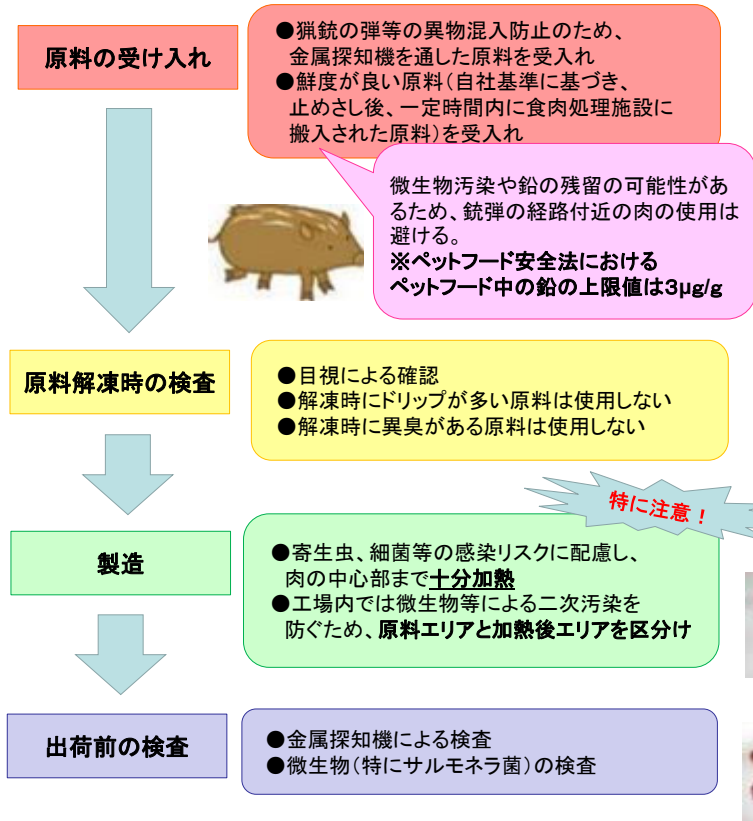 原料の受け入れ
●猟銃の弾等の異物混入防止のため、
金属探知機を通した原料を受入れ
●鮮度が良い原料（自社基準に基づき、
止めさし後、一定時間内に食肉処理施設に
搬入された原料）を受入れ
微生物汚染や鉛の残留の可能性があ
るため、銃弾の経路付近の肉の使用は
避ける。
※ペットフード安全法における
ペットフード中の鉛の上限値は3μg/g
原料解凍時の検査
●目視による確認
●解凍時にドリップが多い原料は使用しない
●解凍時に異臭がある原料は使用しない
特に注意！
製造
●寄生虫、細菌等の感染リスクに配慮し、
肉の中心部まで十分加熱
●工場内では微生物等による二次汚染を
防ぐため、原料エリアと加熱後エリアを区分け
出荷前の検査
●金属探知機による検査
●微生物（特にサルモネラ菌）の検査